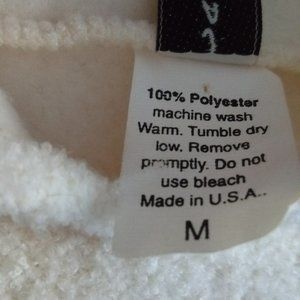 100% Polyester
machine wash
Warm. Tumble dry
low. Remove
promptly. Do not
use bleach
Made in U.S.A..
M